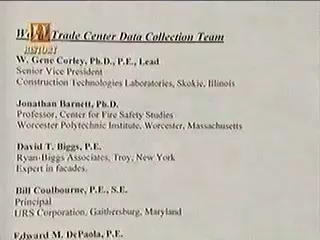 W Trade Center Data Collection Team
H
HISTORY
W. Gene Corley, Ph.D., P.E., Lead
Senior Vice President
Construction Technologies Laboratories, Skokie, Illinois
Jonathan Barnett, Ph.D.
Professor, Center for Fire Safety Studies
Worcester Polytechnic Institute, Worcester, Massachusetts
David T. Biggs, P.E.
Ryan-Biggs Associates, Troy, New York
Expert in facades.
Bill Coulbourne, P.E., S.E.
Principal
URS Corporation, Gaithersburg, Maryland
Edward M. DePaola, P.E.